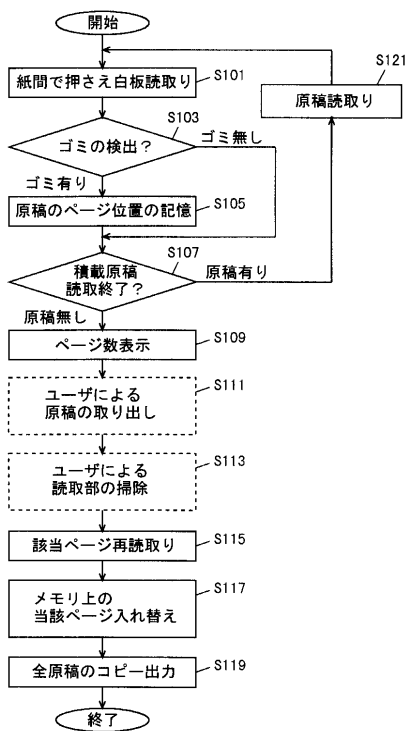 開始
S121
紙間で押さえ白板読取り
S101
原稿読取り
S103
ゴミの検出？
ゴミ無し
ゴミ有り
原稿のページ位置の記憶
S105
S107
積載原稿
読取終了？
原稿有り
原稿無し
ページ数表示
S109
ユーザによる
原稿の取り出し
S111
ユーザによる
読取部の掃除
S113
該当ページ再読取り
S115
メモリ上の
当該ページ入れ替え
S117
全原稿のコピー出力
S119
終了